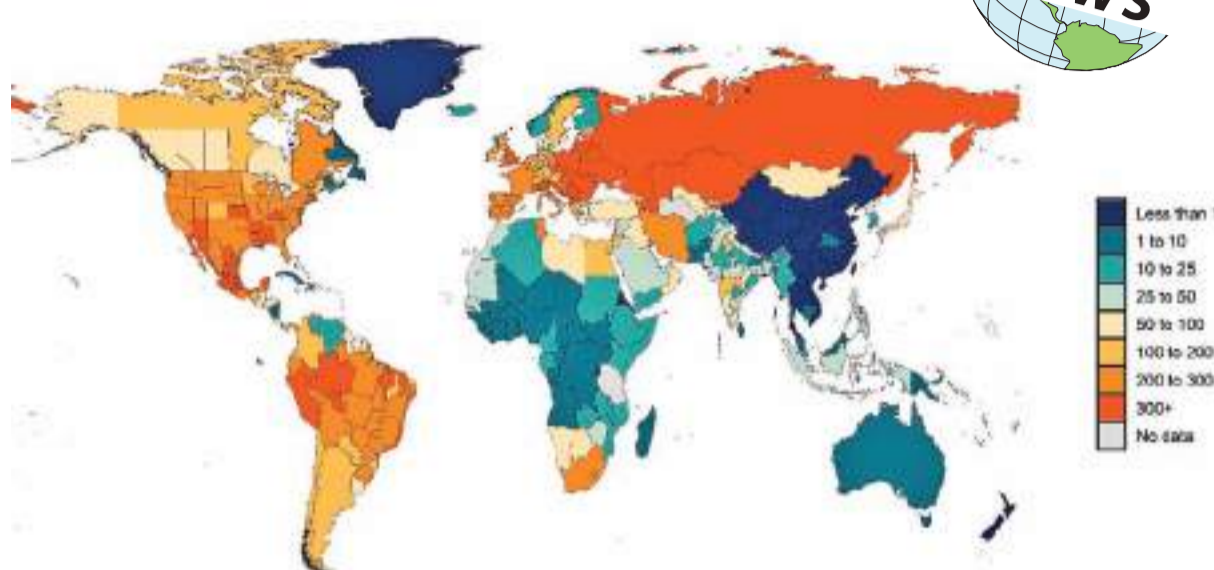 WS
Less than
1 to 10
10 to 25
25 to 50
50 to 100
100 to 200
200 to 300
300+
No data